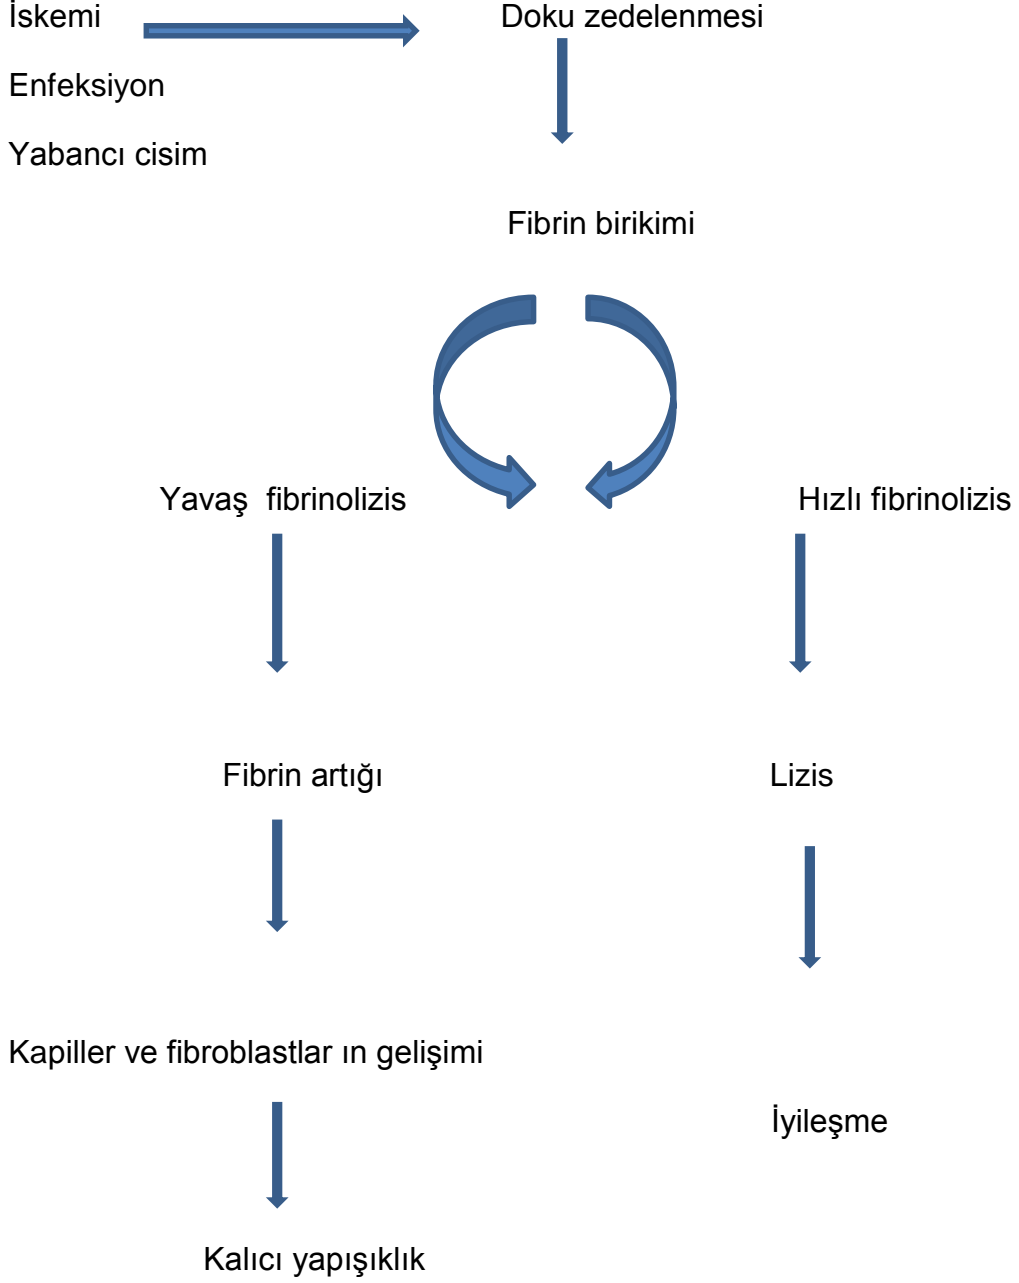 İskemi
Doku zedelenmesi
Enfeksiyon
Yabancı cisim
Fibrin birikimi
Yavaş fibrinolizis
Hızlı fibrinolizis
Fibrin artığı
Lizis
Kapiller ve fibroblastlar ın gelişimi
İyileşme
Kalıcı yapışıklık